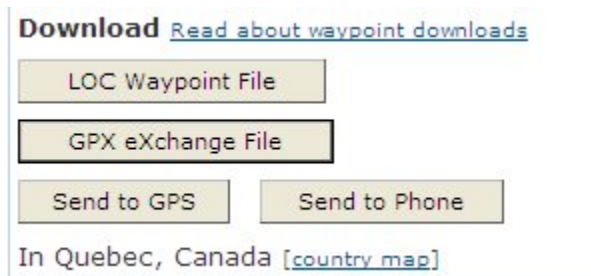 Download Read about waypoint downloads
LOC Waypoint File
GPX eXchange File
Send to GPS Send to Phone
In Quebec, Canada [country map]